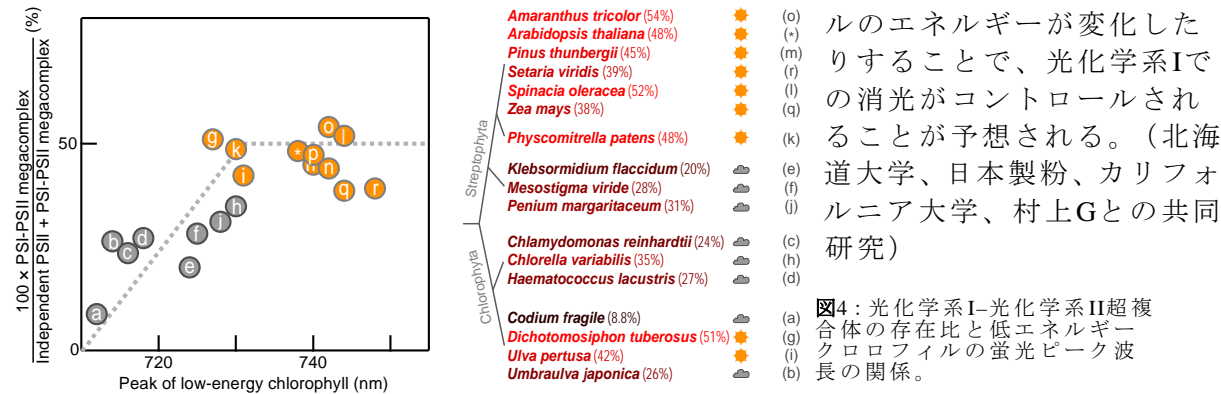 100 × PSI-PSII megacomplex
Independent PSII + PSI-PSII megacomplex
(%)
50
0
720
740
Peak of low-energy chlorophyll (nm)
a
b
c
d
e
f
j
h
g
k
i
*
p
o
l
n
q
r
Streptophyta
Chlorophyta
Amaranthus tricolor (54%) (o)
Arabidopsis thaliana (48%) (*)
Pinus thunbergii (45%) (m)
Setaria viridis (39%) (r)
Spinacia oleracea (52%) (l)
Zea mays (38%) (q)
Physcomitrella patens (48%) (k)
Klebsormidium flaccidum (20%) (e)
Mesostigma viride (28%) (f)
Penium margaritaceum (31%) (j)
Chlamydomonas reinhardtii (24%) (c)
Chlorella variabilis (35%) (h)
Haematococcus lacustris (27%) (d)
Codium fragile (8.8%) (a)
Dichotomosiphon tuberosus (51%) (g)
Ulva pertusa (42%) (i)
Umbraulva japonica (26%) (b)
ルのエネルギーが変化した
りすることで、光化学系Iで
の消光がコントロールされ
ることが予想される。（北海
道大学、日本製粉、カリフォ
ルニア大学、村上Gとの共同
研究）
図4：光化学系I–光化学系II超複
合体の存在比と低エネルギー
クロロフィルの蛍光ピーク波
長の関係。